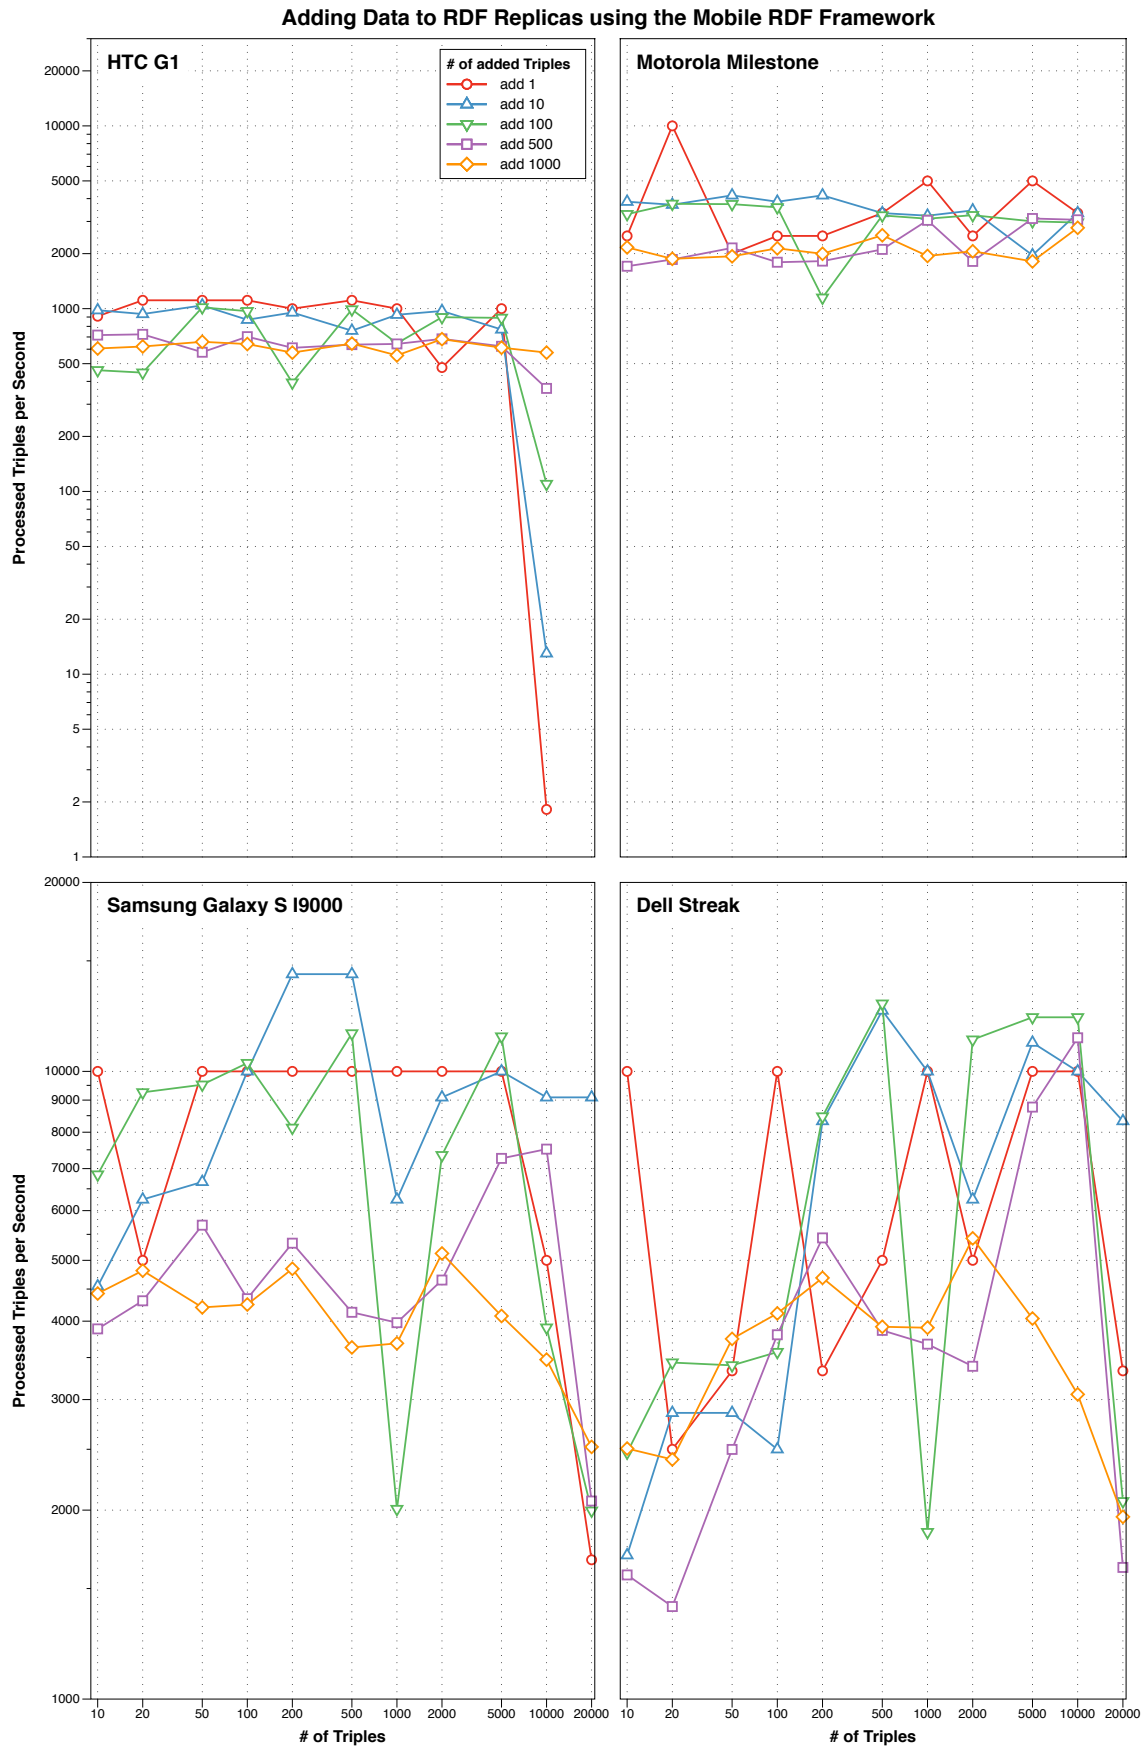 Adding Data to RDF Replicas using the Mobile RDF Framework
HTC G1
# of added Triples
add 1
add 10
add 100
add 500
add 1000
Motorola Milestone
Processed Triples per Second
20000
10000
5000
2000
1000
500
200
100
50
20
10
5
2
1
Samsung Galaxy S I9000
Dell Streak
Processed Triples per Second
20000
10000
9000
8000
7000
6000
5000
4000
3000
2000
1000
10 20 50 100 200 500 1000 2000 5000 10000 20000
10 20 50 100 200 500 1000 2000 5000 10000 20000
# of Triples
# of Triples